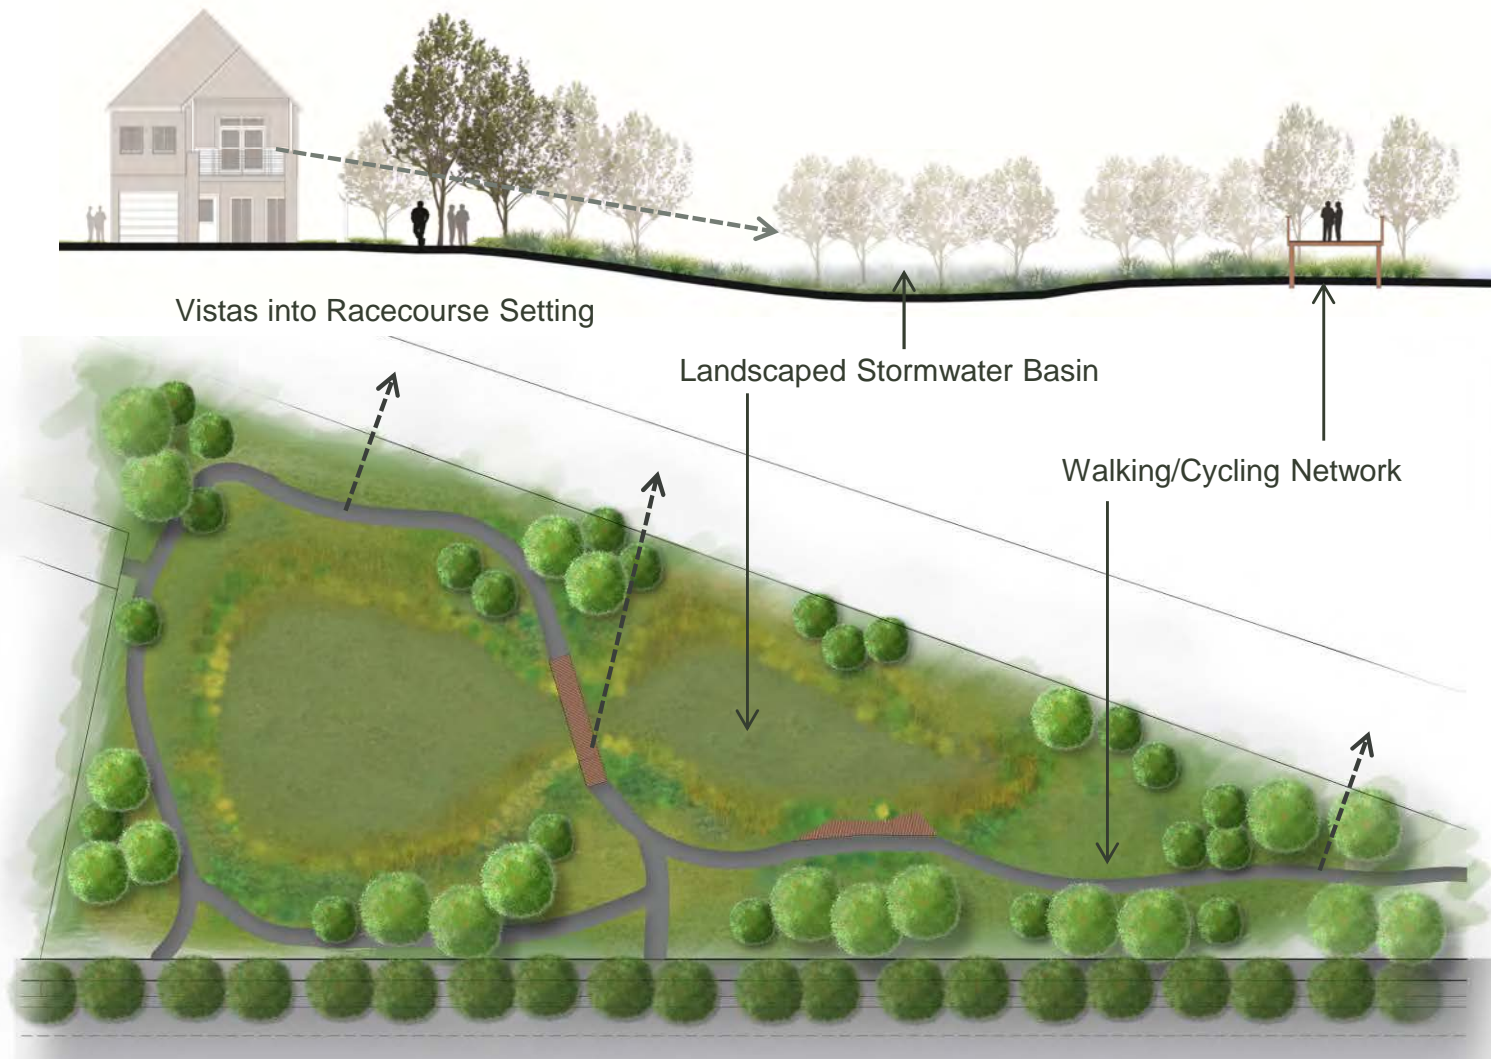 Vistas into Racecourse Setting
Landscaped Stormwater Basin
Walking/Cycling Network